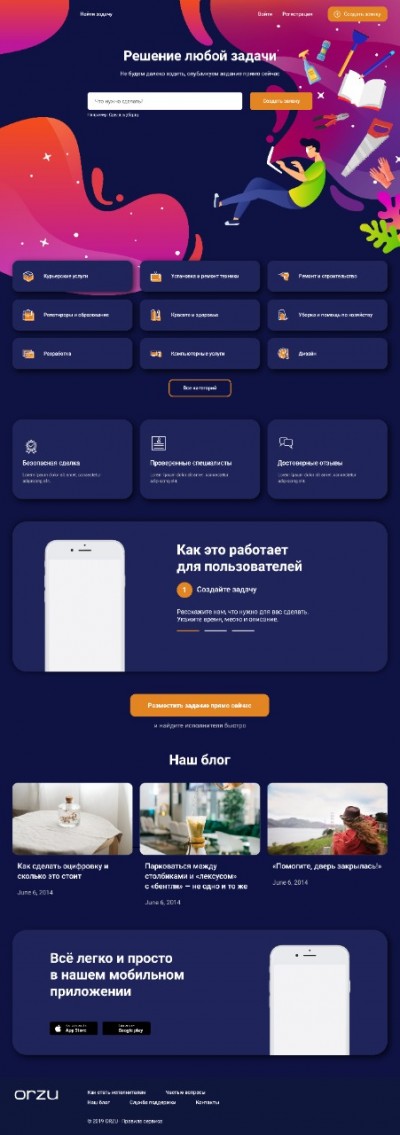 Найти задачу
Войти
Регистрация
Создать заявку
Решение любой задачи
Не будем далеко ходить, опубликуем задание прямо сейчас
Что нужно сделать?
Создать заявку
Например,
Курьерские услуги
Установка и ремонт техники
Ремонт и строительство
Репетиторы и образование
Красота и здоровье
Уборка и помощь по хозяйству
Разработка
Компьютерные услуги
Дизайн
Все категории
Безопасная сделка
Lorem ipsum dolor sit amet, consectetur
adipiscing elit.
Проверенные специалисты
Lorem ipsum dolor sit amet, consectetur
adipiscing elit.
Достоверные отзывы
Lorem ipsum dolor sit amet, consectetur
adipiscing elit.
Как это работает
для пользователей
1 Создайте задачу
Расскажите нам, что нужно для вас сделать.
Укажите время, место и описание.
Разместить задание прямо сейчас
и найдите исполнителя быстро
Наш блог
Как сделать оцифровку и
сколько это стоит
June 6, 2014
Парковаться между
столбиками и «лексусом»
с «бентли» — не одно и то же
June 6, 2014
«Помогите, дверь закрылась!»
June 6, 2014
Всё легко и просто
в нашем мобильном
приложении
App Store
Google play
orzu
Как стать исполнителем
Частые вопросы
Наш блог
Служба поддержки
Контакты
© 2019 ORZU · Правила сервиса